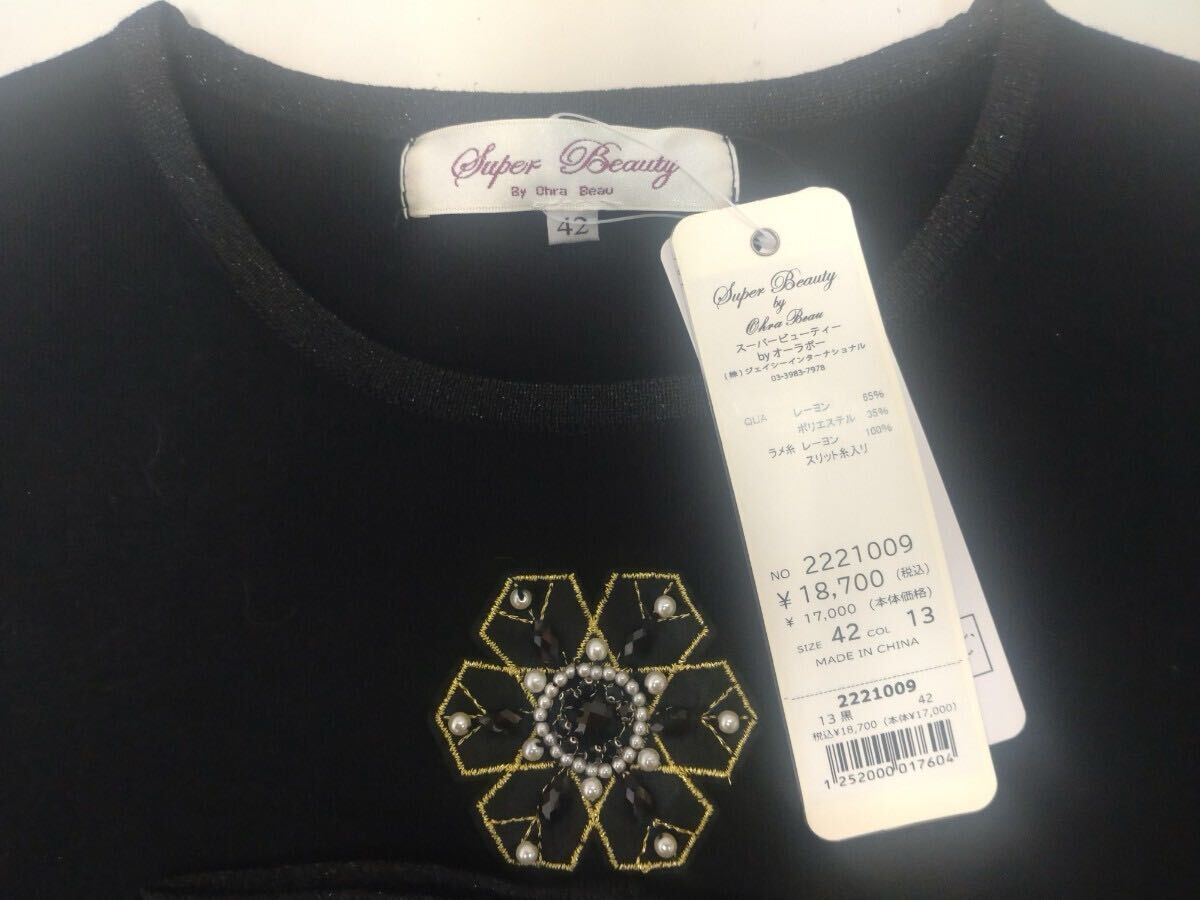 Super Beauty
By Ohra Beau
42
Super Beauty
by
Ohra Beau
スーパービューティー
byオーラボー
(株)ジェイシーインターナショナル
03-3983-7978
QUA レーヨン 65%
ポリエステル 35%
ラメ糸 レーヨン 100%
スリット糸入り
NO 2221009
¥ 18,700 (税込)
¥ 17,000 (本体価格)
SIZE 42 COL 13
MADE IN CHINA
2221009
13 黒 42
税込¥18,700 (本体¥17,000)
1 252000 017604